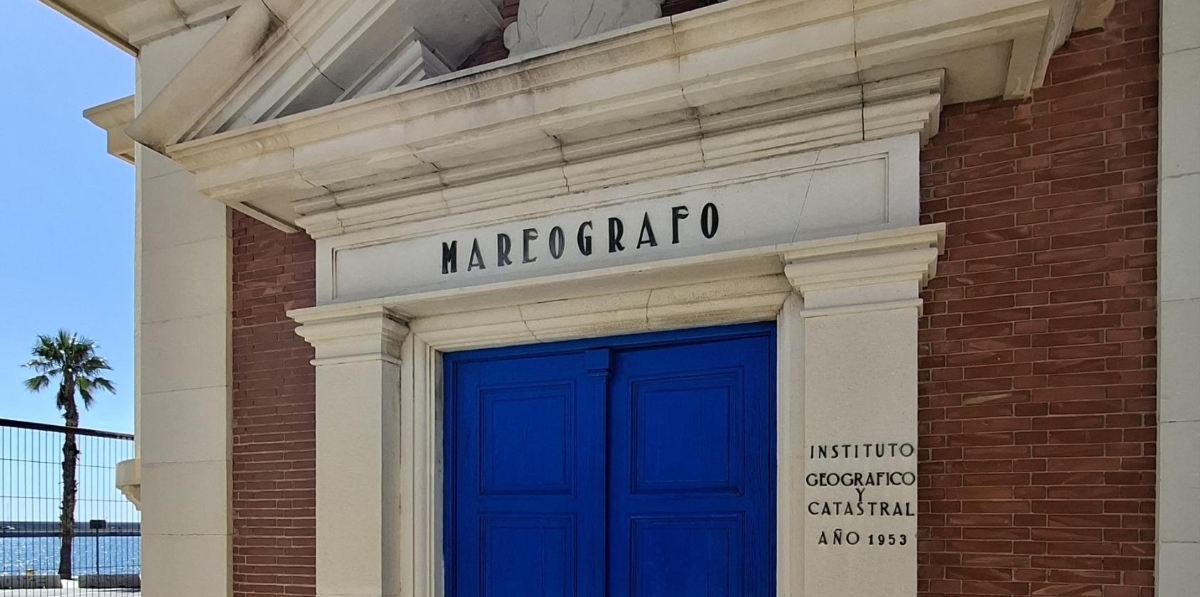 MAREOGRAFO
INSTITUTO
GEOGRAFICO
Y
CATASTRAL
AÑO 1953